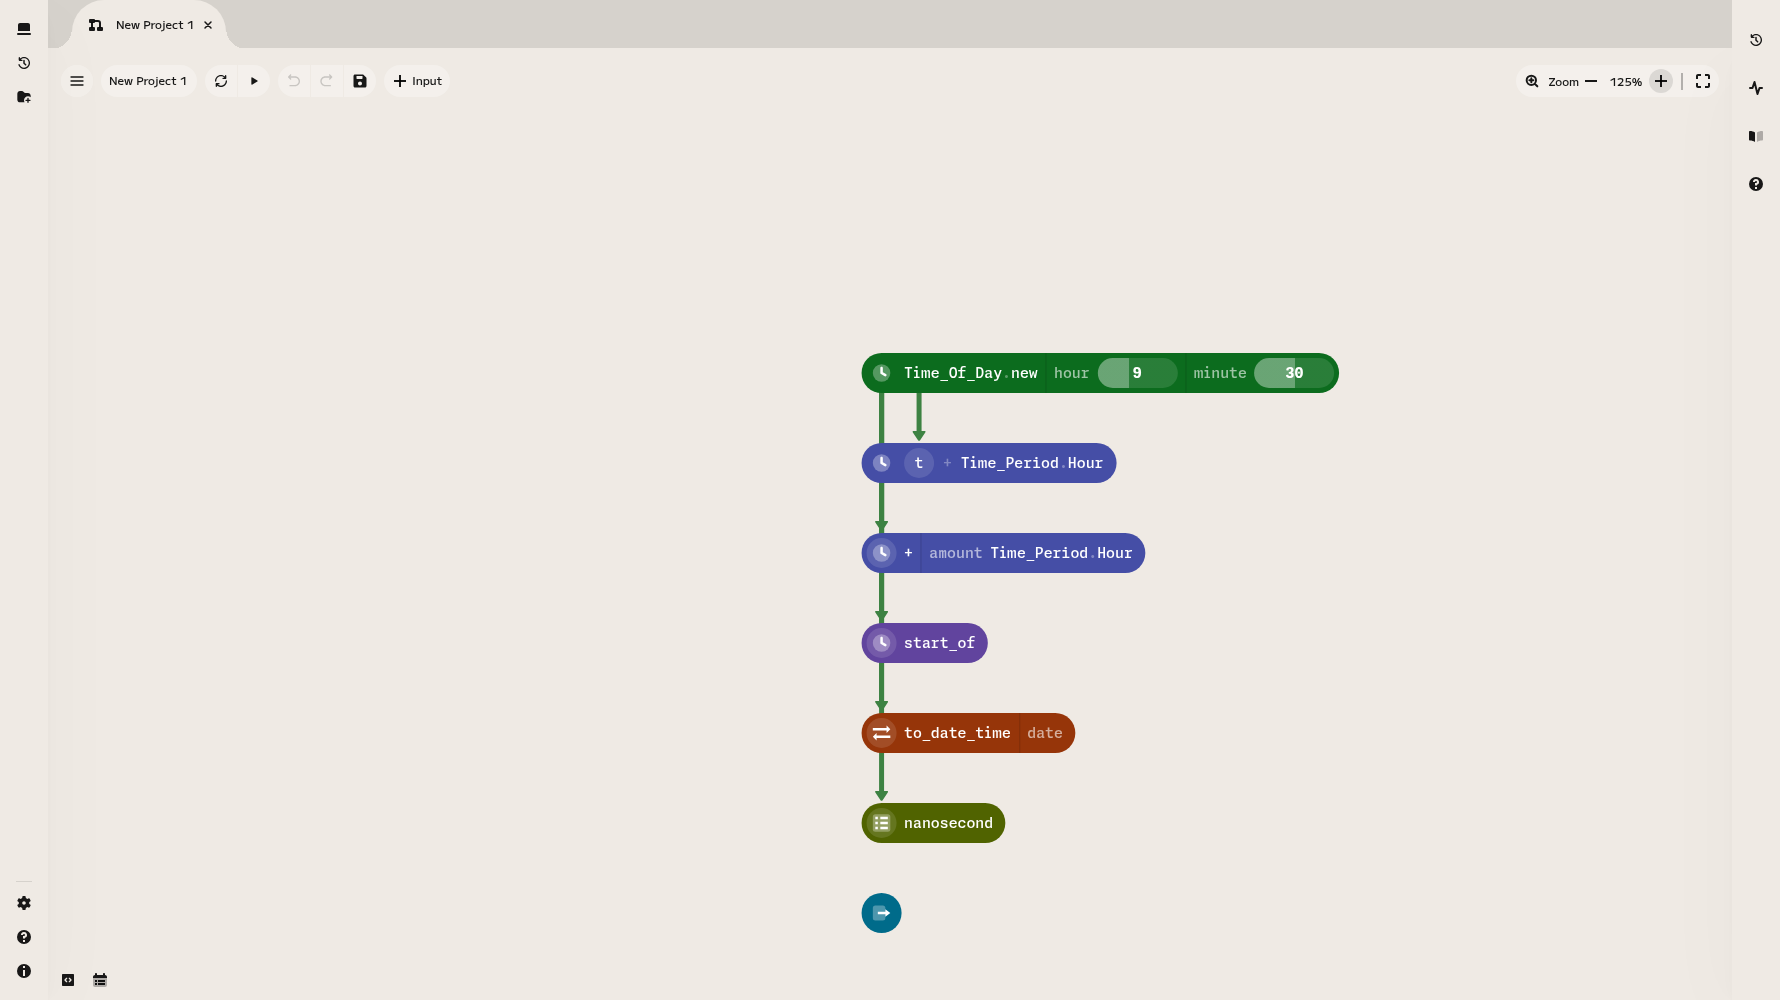 New Project 1
New Project 1
Input
Zoom 125%
Time_Of_Day.new hour 9 minute 30
t + Time_Period.Hour
+ amount Time_Period.Hour
start_of
to_date_time date
nanosecond